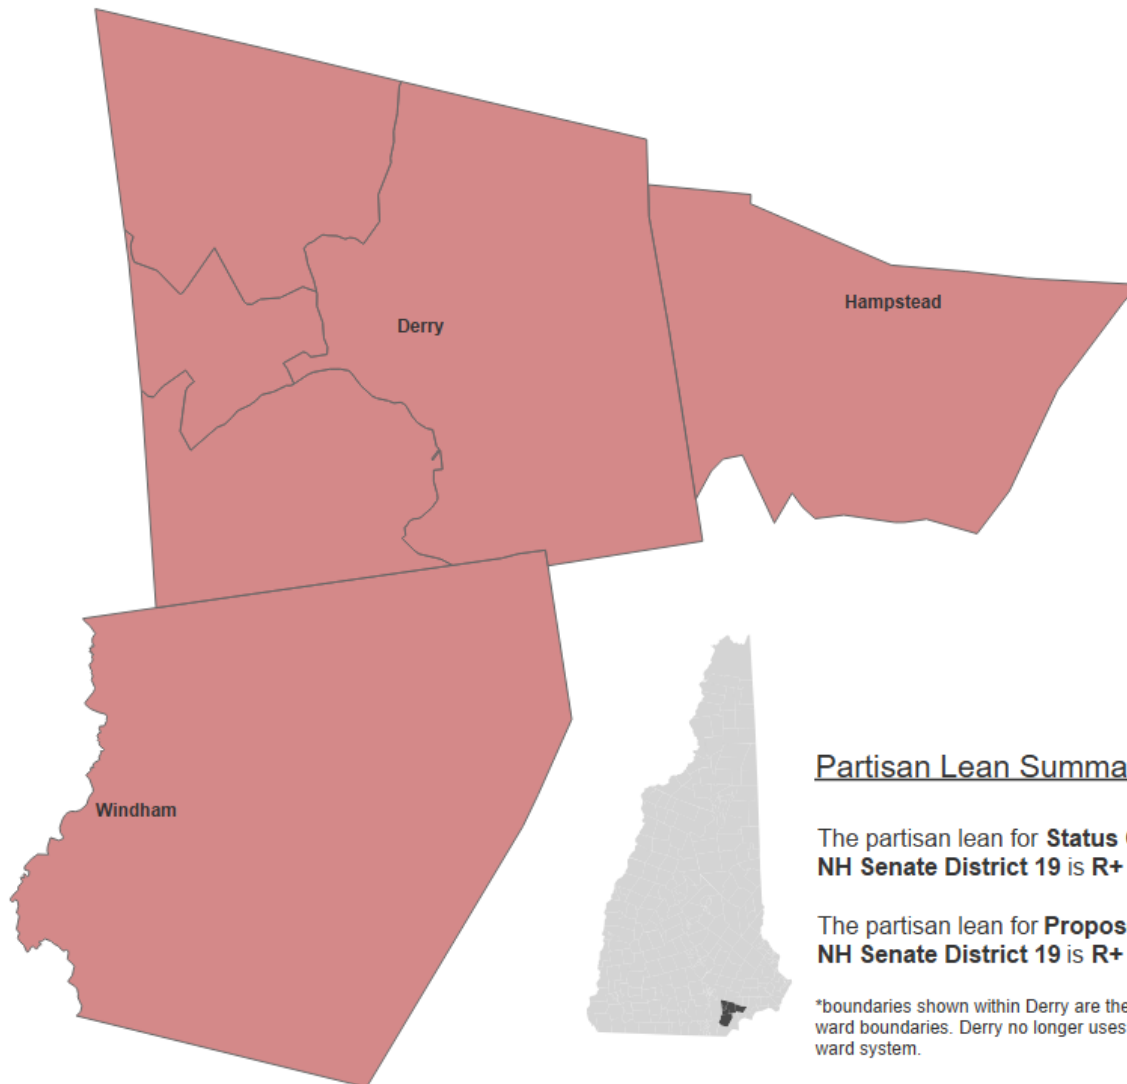 Derry
Hampstead
Windham
Partisan Lean Summa
The partisan lean for Status
NH Senate District 19 is R+
The partisan lean for Propos
NH Senate District 19 is R+
*boundaries shown within Derry are the
ward boundaries. Derry no longer uses
ward system.